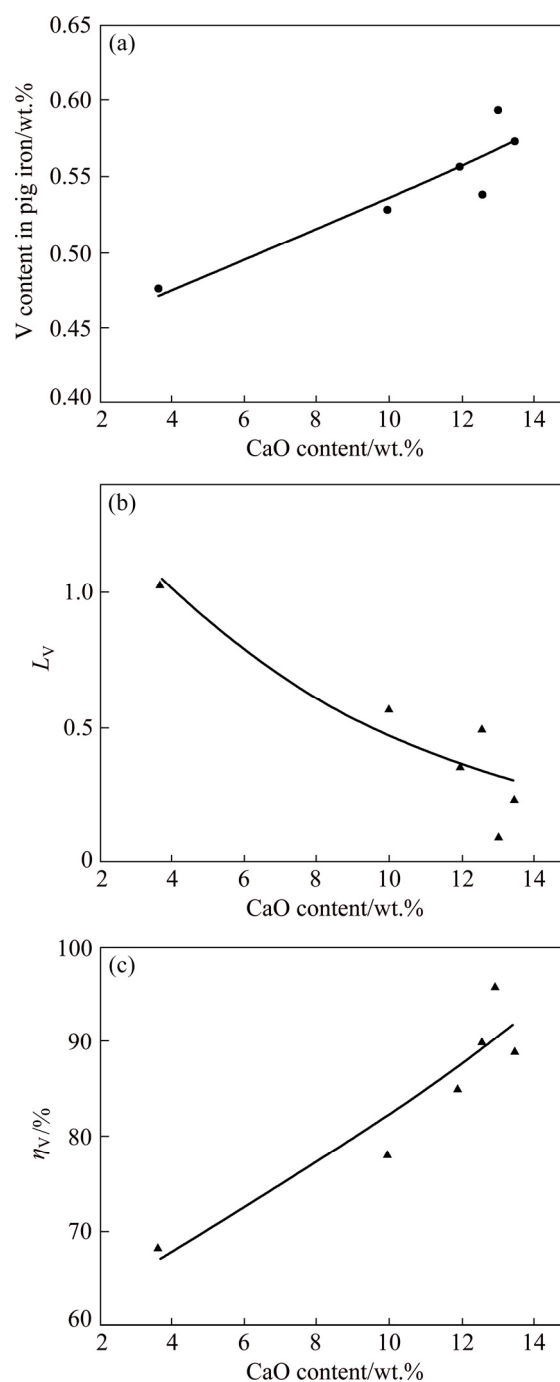 (a)
V content in pig iron/wt.%
0.65
0.60
0.55
0.50
0.45
0.40
2 4 6 8 10 12 14
CaO content/wt.%
(b)
LV
1.0
0.5
0
2 4 6 8 10 12 14
CaO content/wt.%
(c)
ηV/%
100
90
80
70
60
2 4 6 8 10 12 14
CaO content/wt.%